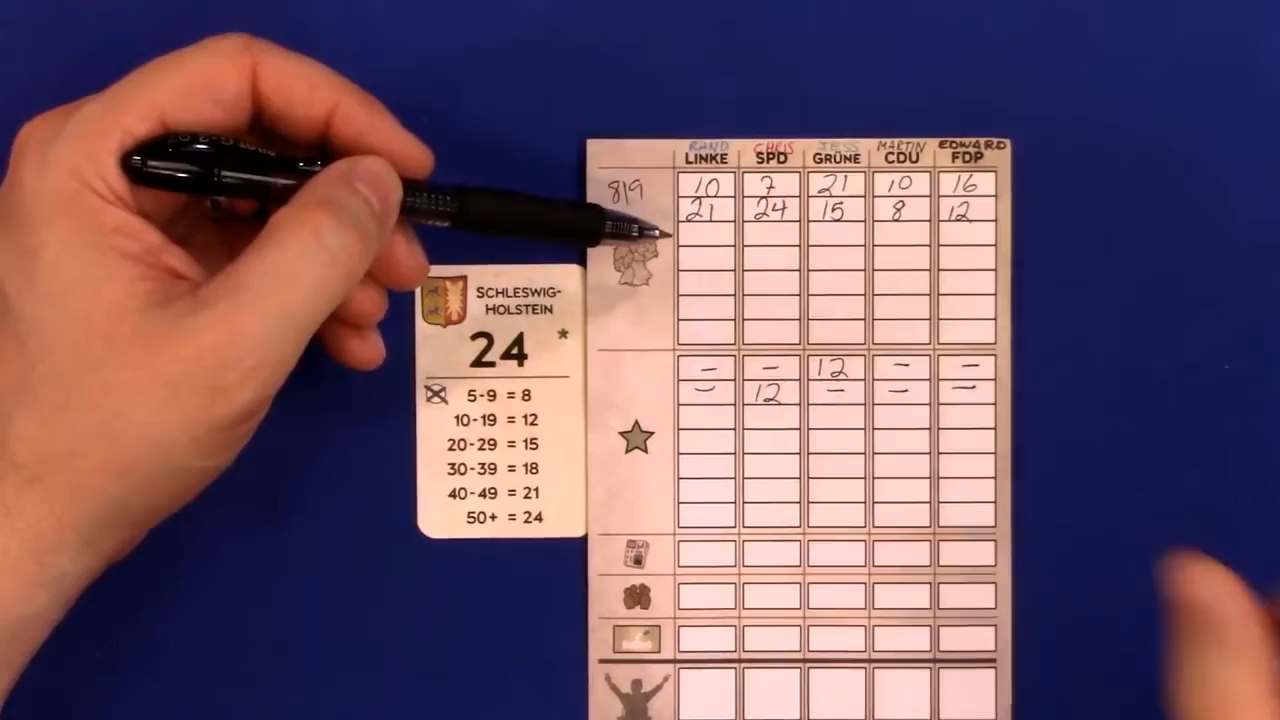 RAND CHRIS JESS MARTIN EDWARD
LINKE SPD GRÜNE CDU FDP
819 10 7 21 10 16
21 24 15 8 12
SCHLESWIG-
HOLSTEIN
24 *
5-9 = 8
10-19 = 12
20-29 = 15
30-39 = 18
40-49 = 21
50+ = 24
- - 12 - -
- 12 - - -